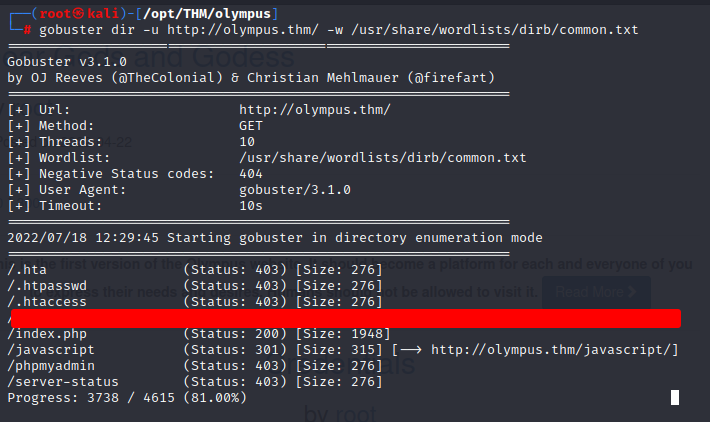 ┌──(root㉿kali)-[/opt/THM/olympus]
└─# gobuster dir -u http://olympus.thm/ -w /usr/share/wordlists/dirb/common.txt
===============================================================
Gobuster v3.1.0
by OJ Reeves (@TheColonial) & Christian Mehlmauer (@firefart)
===============================================================
[+] Url:                     http://olympus.thm/
[+] Method:                  GET
[+] Threads:                 10
[+] Wordlist:                /usr/share/wordlists/dirb/common.txt
[+] Negative Status codes:   404
[+] User Agent:              gobuster/3.1.0
[+] Timeout:                 10s
===============================================================
2022/07/18 12:29:45 Starting gobuster in directory enumeration mode
===============================================================
/.hta                 (Status: 403) [Size: 276]
/.htpasswd            (Status: 403) [Size: 276]
/.htaccess            (Status: 403) [Size: 276]
/
/index.php            (Status: 200) [Size: 1948]
/javascript           (Status: 301) [Size: 315] [--> http://olympus.thm/javascript/]
/phpmyadmin           (Status: 403) [Size: 276]
/server-status        (Status: 403) [Size: 276]
Progress: 3738 / 4615 (81.00%)
Read More
by root